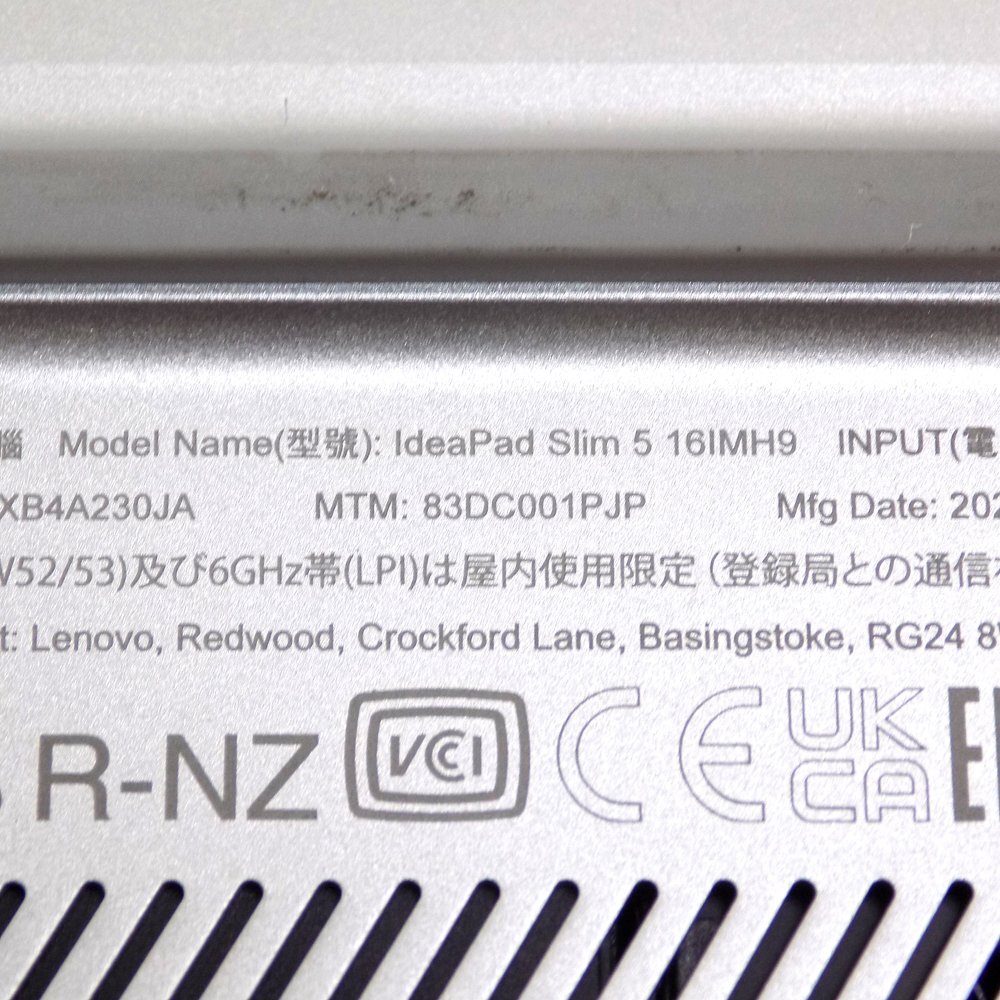 腦 Model Name(型號): IdeaPad Slim 5 16IMH9 INPUT(電
XB4A230JA MTM: 83DC001PJP Mfg Date: 202
W52/53)及び6GHz帯(LPI)は屋内使用限定 (登録局との通信
t: Lenovo, Redwood, Crockford Lane, Basingstoke, RG24 8
R-NZ VCCI CE UK CA